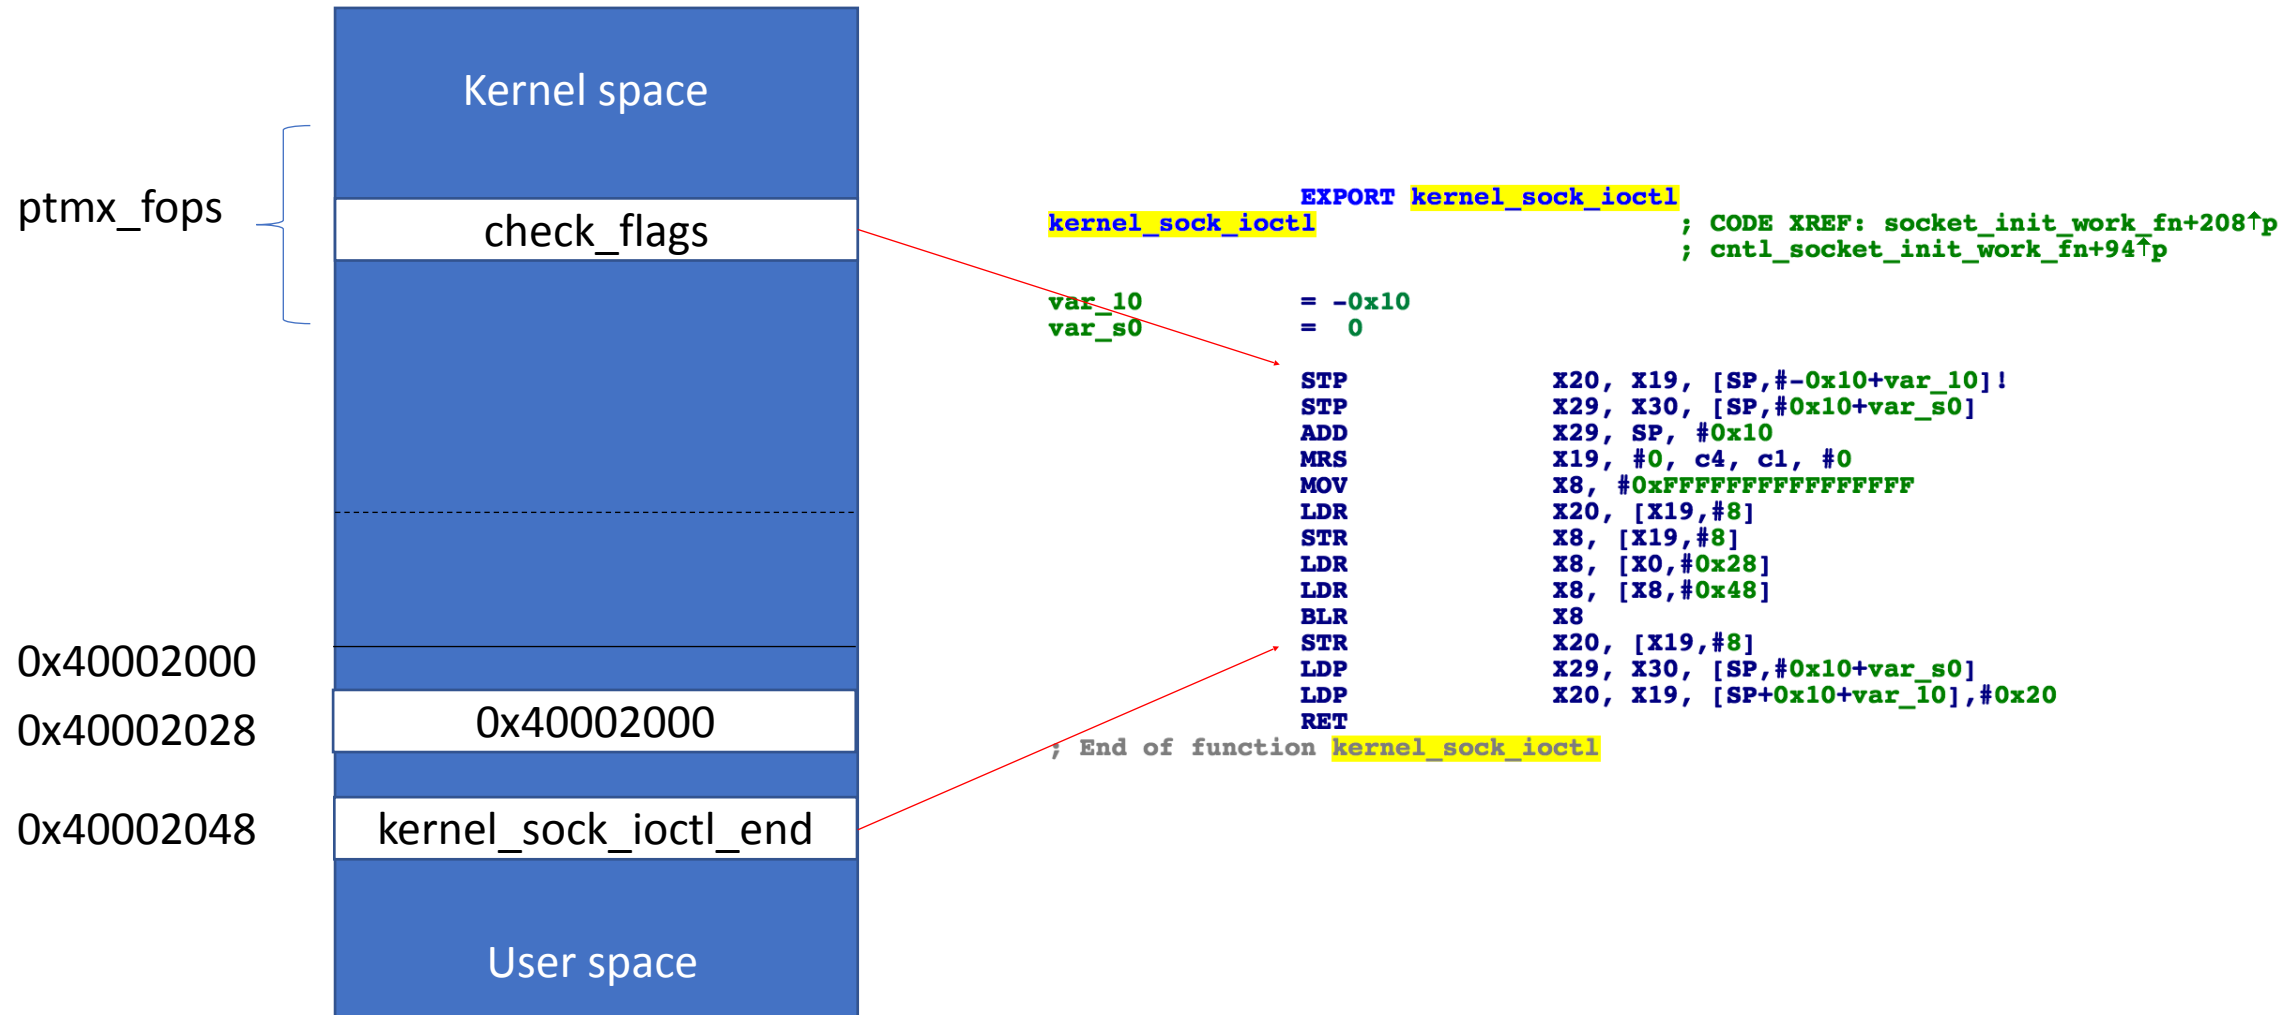 Kernel space
ptmx_fops
check_flags
0x40002000
0x40002028
0x40002000
0x40002048
kernel_sock_ioctl_end
User space
EXPORT kernel_sock_ioctl
kernel_sock_ioctl ; CODE XREF: socket_init_work_fn+208↑p
; cntl_socket_init_work_fn+94↑p
var_10 = -0x10
var_s0 = 0
STP X20, X19, [SP,#-0x10+var_10]!
STP X29, X30, [SP,#0x10+var_s0]
ADD X29, SP, #0x10
MRS X19, #0, c4, c1, #0
MOV X8, #0xFFFFFFFFFFFFFFFF
LDR X20, [X19,#8]
STR X8, [X19,#8]
LDR X8, [X0,#0x28]
LDR X8, [X8,#0x48]
BLR X8
STR X20, [X19,#8]
LDP X29, X30, [SP,#0x10+var_s0]
LDP X20, X19, [SP+0x10+var_10],#0x20
RET
; End of function kernel_sock_ioctl